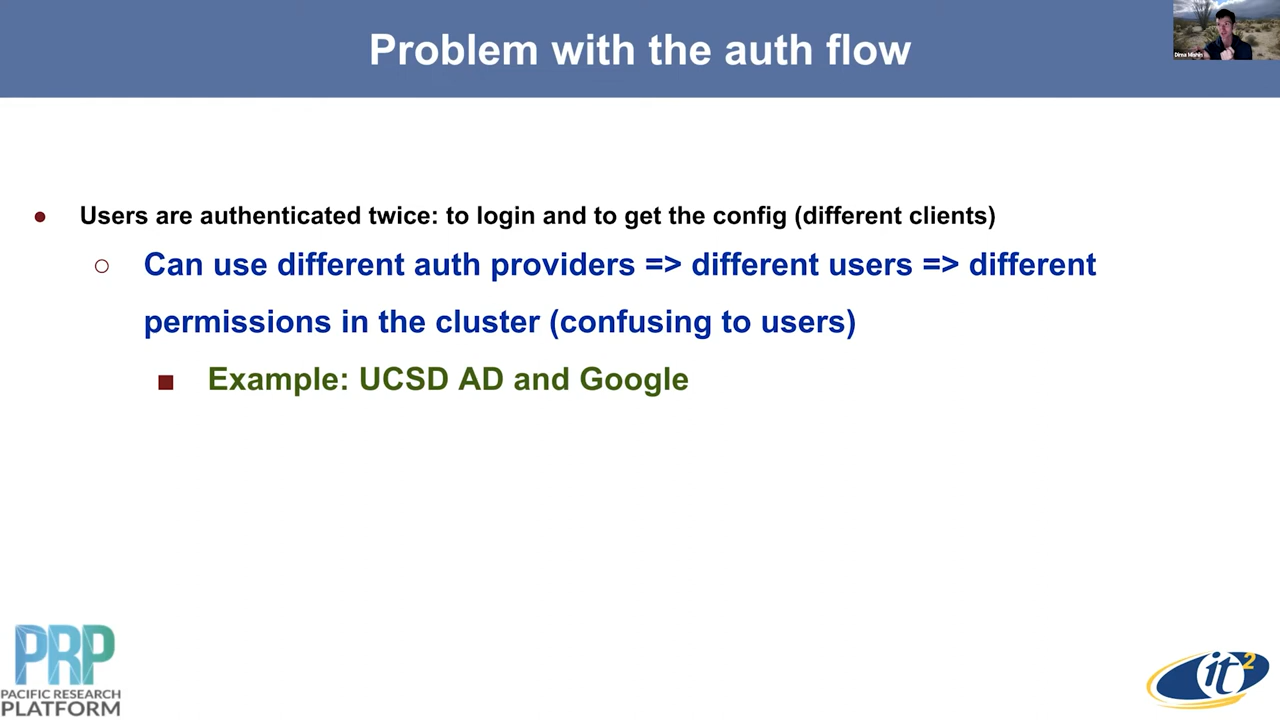 Problem with the auth flow
Dima Mishin
Users are authenticated twice: to login and to get the config (different clients)
Can use different auth providers => different users => different
permissions in the cluster (confusing to users)
Example: UCSD AD and Google
PRP
PACIFIC RESEARCH
PLATFORM
it2